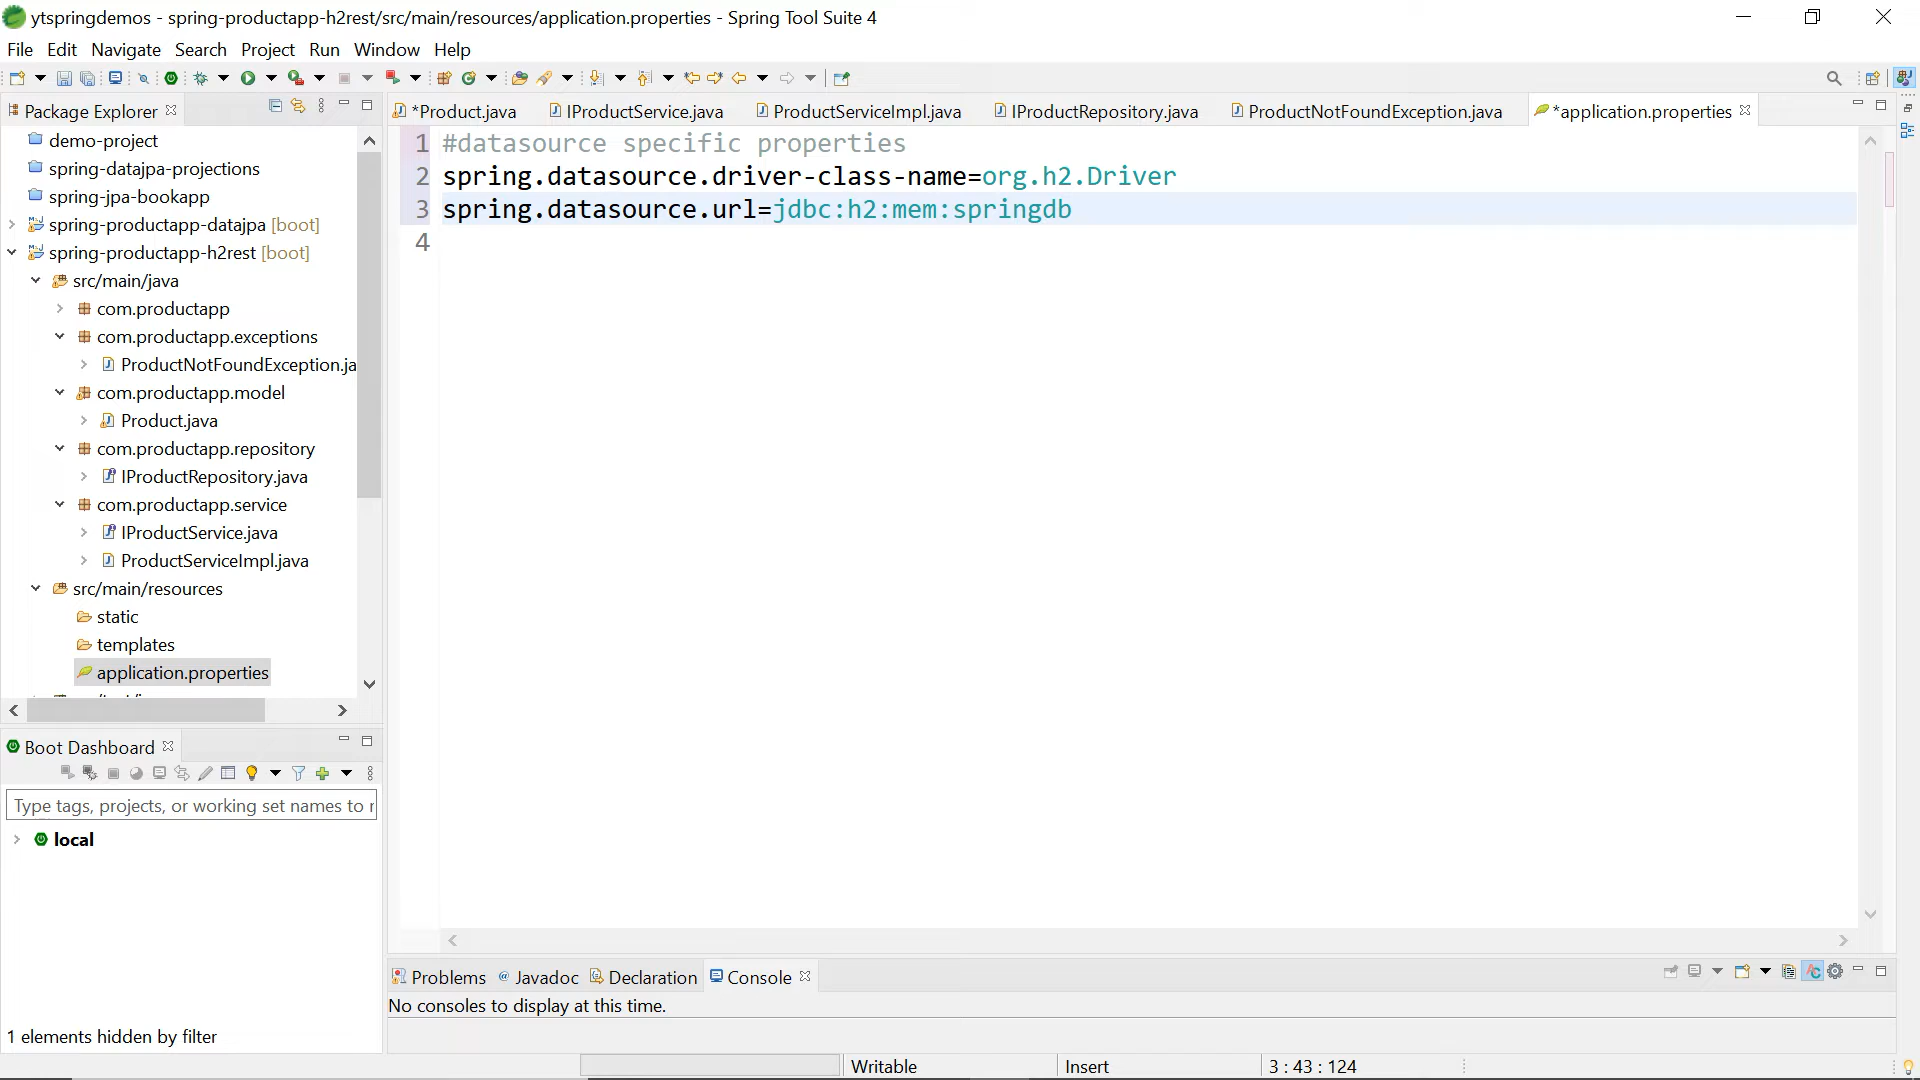 ytspringdemos - spring-productapp-h2rest/src/main/resources/application.properties - Spring Tool Suite 4
File Edit Navigate Search Project Run Window Help
Package Explorer
*Product.java IProductService.java ProductServiceImpl.java IProductRepository.java ProductNotFoundException.java *application.properties
demo-project
spring-datajpa-projections
spring-jpa-bookapp
spring-productapp-datajpa [boot]
spring-productapp-h2rest [boot]
src/main/java
com.productapp
com.productapp.exceptions
ProductNotFoundException.ja
com.productapp.model
Product.java
com.productapp.repository
IProductRepository.java
com.productapp.service
IProductService.java
ProductServiceImpl.java
src/main/resources
static
templates
application.properties
1 #datasource specific properties
2 spring.datasource.driver-class-name=org.h2.Driver
3 spring.datasource.url=jdbc:h2:mem:springdb
4
Boot Dashboard
Type tags, projects, or working set names to
local
1 elements hidden by filter
Problems Javadoc Declaration Console
No consoles to display at this time.
Writable Insert 3 : 43 : 124